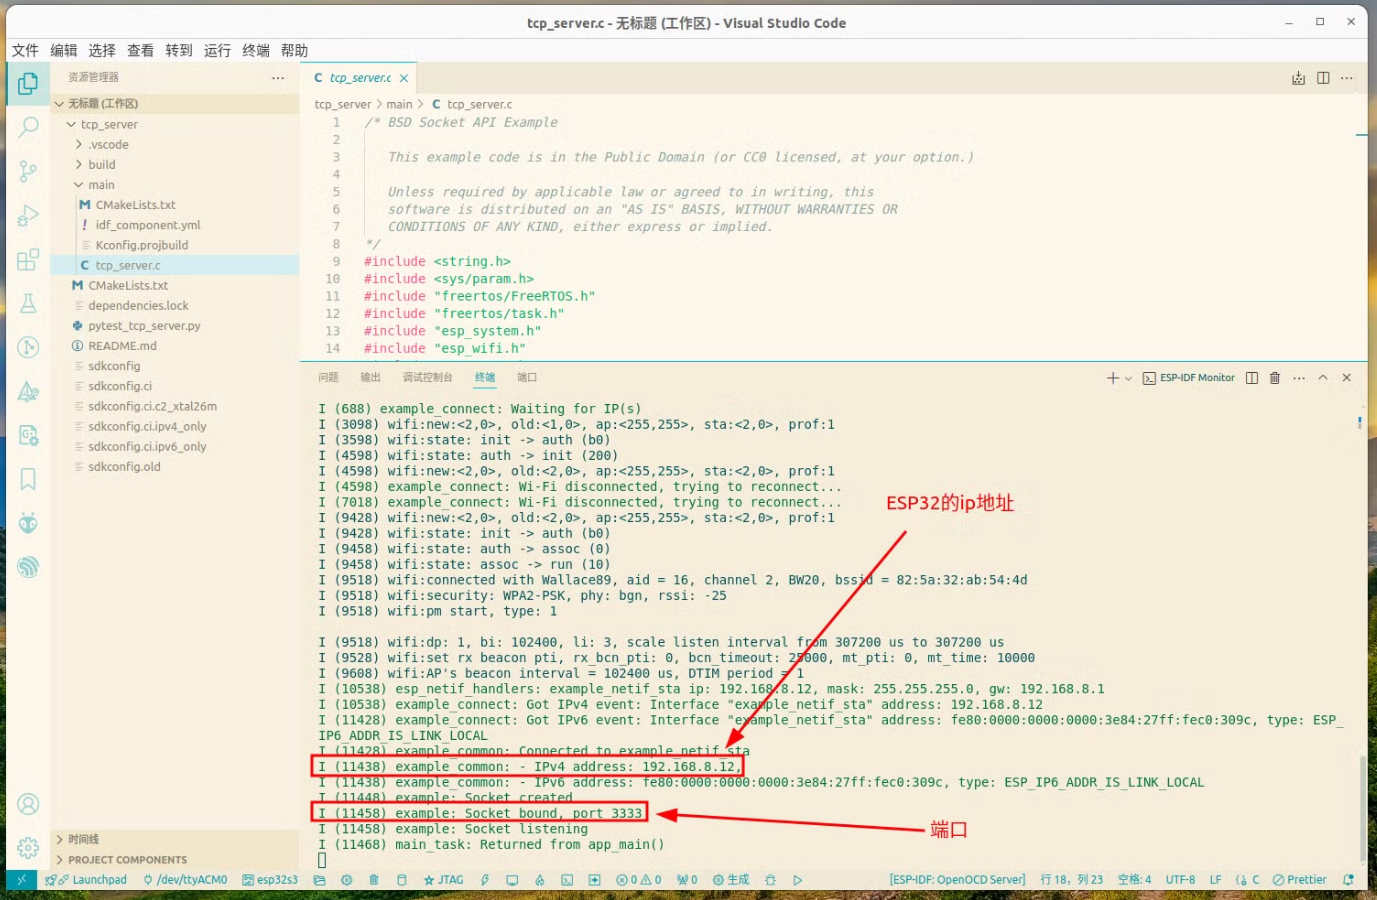 tcp_server.c - 无标题 (工作区) - Visual Studio Code
文件 编辑 选择 查看 转到 运行 终端 帮助
资源管理器
无标题 (工作区)
tcp_server
.vscode
build
main
CMakeLists.txt
idf_component.yml
Kconfig.projbuild
tcp_server.c
CMakeLists.txt
dependencies.lock
pytest_tcp_server.py
README.md
sdkconfig
sdkconfig.ci
sdkconfig.ci.c2_xtal26m
sdkconfig.ci.ipv4_only
sdkconfig.ci.ipv6_only
sdkconfig.old
时间线
PROJECT COMPONENTS
tcp_server.c
tcp_server > main > C tcp_server.c
1 /* BSD Socket API Example
2
3 This example code is in the Public Domain (or CC0 licensed, at your option.)
4
5 Unless required by applicable law or agreed to in writing, this
6 software is distributed on an "AS IS" BASIS, WITHOUT WARRANTIES OR
7 CONDITIONS OF ANY KIND, either express or implied.
8 */
9 #include <string.h>
10 #include <sys/param.h>
11 #include "freertos/FreeRTOS.h"
12 #include "freertos/task.h"
13 #include "esp_system.h"
14 #include "esp_wifi.h"
问题 输出 调试控制台 终端 端口
ESP-IDF Monitor
I (688) example_connect: Waiting for IP(s)
I (3098) wifi:new:<2,0>, old:<1,0>, ap:<255,255>, sta:<2,0>, prof:1
I (3598) wifi:state: init -> auth (b0)
I (4598) wifi:state: auth -> init (200)
I (4598) wifi:new:<2,0>, old:<2,0>, ap:<255,255>, sta:<2,0>, prof:1
I (4598) example_connect: Wi-Fi disconnected, trying to reconnect...
I (7018) example_connect: Wi-Fi disconnected, trying to reconnect...
I (9428) wifi:new:<2,0>, old:<2,0>, ap:<255,255>, sta:<2,0>, prof:1
I (9428) wifi:state: init -> auth (b0)
I (9458) wifi:state: auth -> assoc (0)
I (9458) wifi:state: assoc -> run (10)
I (9518) wifi:connected with Wallace89, aid = 16, channel 2, BW20, bssid = 82:5a:32:ab:54:4d
I (9518) wifi:security: WPA2-PSK, phy: bgn, rssi: -25
I (9518) wifi:pm start, type: 1
I (9518) wifi:dp: 1, bi: 102400, li: 3, scale listen interval from 307200 us to 307200 us
I (9528) wifi:set rx beacon pti, rx_bcn_pti: 0, bcn_timeout: 25000, mt_pti: 0, mt_time: 10000
I (9608) wifi:AP's beacon interval = 102400 us, DTIM period = 1
I (10538) esp_netif_handlers: example_netif_sta ip: 192.168.8.12, mask: 255.255.255.0, gw: 192.168.8.1
I (10538) example_connect: Got IPv4 event: Interface "example_netif_sta" address: 192.168.8.12
I (11428) example_connect: Got IPv6 event: Interface "example_netif_sta" address: fe80:0000:0000:0000:3e84:27ff:fec0:309c, type: ESP_
IP6_ADDR_IS_LINK_LOCAL
I (11428) example_common: Connected to example_netif_sta
I (11438) example_common: - IPv4 address: 192.168.8.12,
I (11438) example_common: - IPv6 address: fe80:0000:0000:0000:3e84:27ff:fec0:309c, type: ESP_IP6_ADDR_IS_LINK_LOCAL
I (11448) example: Socket created
I (11458) example: Socket bound, port 3333
I (11458) example: Socket listening
I (11468) main_task: Returned from app_main()
ESP32的ip地址
端口
Launchpad /dev/ttyACM0 esp32s3 JTAG 0 0 0 生成 [ESP-IDF: OpenOCD Server] 行 18, 列 23 空格: 4 UTF-8 LF C Prettier